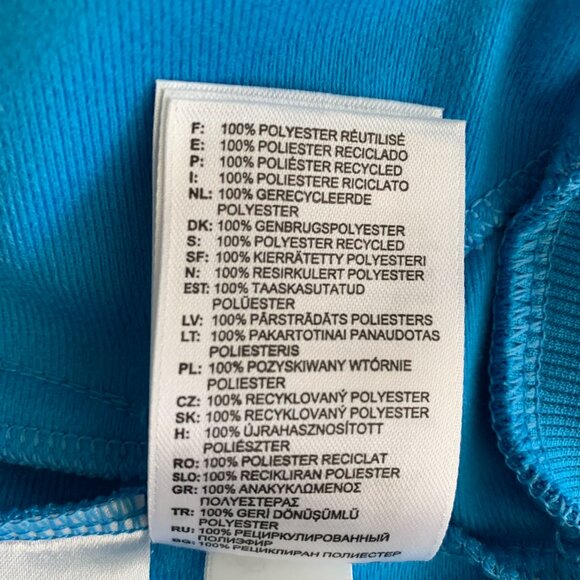 F: 100% POLYESTER RÉUTILISÉ
E: 100% POLIÉSTER RECICLADO
P: 100% POLIÉSTER RECYCLED
I: 100% POLIESTERE RICICLATO
NL: 100% GERECYCLEERDE
POLYESTER
DK: 100% GENBRUGSPOLYESTER
S: 100% POLYESTER RECYCLED
SF: 100% KIERRÄTETTY POLYESTERI
N: 100% RESIRKULERT POLYESTER
EST: 100% TAASKASUTATUD
POLÜESTER
LV: 100% PĀRSTRĀDĀTS POLIESTERS
LT: 100% PAKARTOTINAI PANAUDOTAS
POLIESTERIS
PL: 100% POZYSKIWANY WTÓRNIE
POLIESTER
CZ: 100% RECYKLOVANÝ POLYESTER
SK: 100% RECYKLOVANÝ POLYESTER
H: 100% ÚJRAHASZNOSÍTOTT
POLIÉSZTER
RO: 100% POLIESTER RECICLAT
SLO: 100% RECIKLIRAN POLIESTER
GR: 100% ΑΝΑΚΥΚΛΩΜΕΝΟΣ
ΠΟΛΥΕΣΤΕΡΑΣ
TR: 100% GERİ DÖNÜŞÜMLÜ
POLYESTER
RU: 100% РЕЦИРКУЛИРОВАННЫЙ
ПОЛИЭФИР
BG: 100% РЕЦИКЛИРАН ПОЛИЕСТЕР